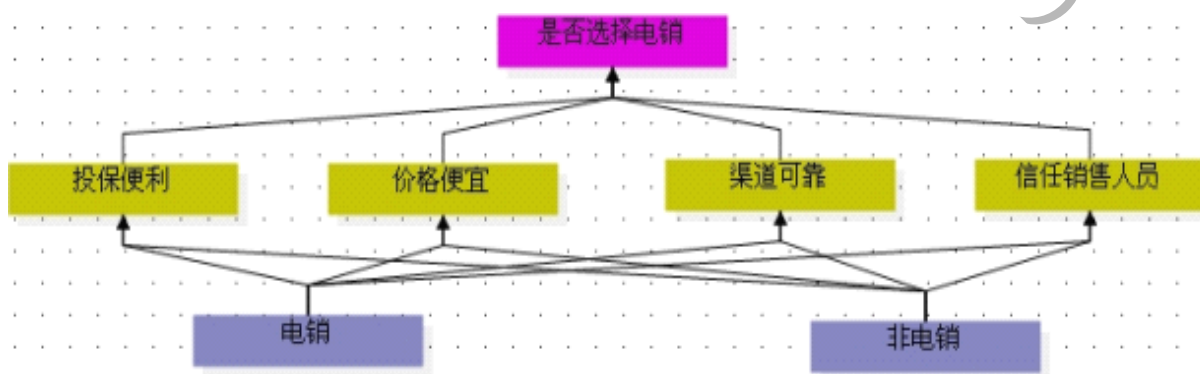 是否选择电销
投保便利
价格便宜
渠道可靠
信任销售人员
电销
非电销